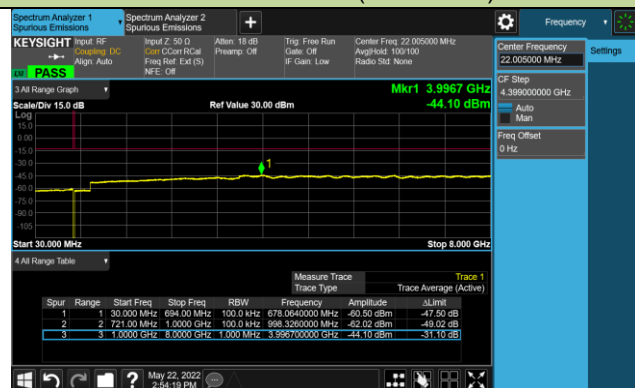 Spectrum Analyzer 1
Spurious Emissions
Spectrum Analyzer 2
Spurious Emissions
Frequency
KEYSIGHT
Input: RF
Coupling: DC
Align: Auto
Input Z: 50 Ω
Corr CCorr RCal
Freq Ref: Ext (S)
NFE: Off
Atten: 18 dB
Preamp: Off
Trig: Free Run
Gate: Off
IF Gain: Low
Center Freq: 22.005000 MHz
Avg|Hold: 100/100
Radio Std: None
PASS
Center Frequency
22.005000 MHz
Settings
CF Step
4.399000000 GHz
Auto
Man
Freq Offset
0 Hz
3 All Range Graph
Mkr1 3.9967 GHz
-44.10 dBm
Scale/Div 15.0 dB
Ref Value 30.00 dBm
Log
15.0
0.00
-15.0
-30.0
-45.0
-60.0
-75.0
-90.0
-105
1
Start 30.000 MHz
Stop 8.000 GHz
4 All Range Table
Measure Trace Trace 1
Trace Type Trace Average (Active)
Spur Range Start Freq Stop Freq RBW Frequency Amplitude ΔLimit
1 1 30.000 MHz 694.00 MHz 100.0 kHz 678.0640000 MHz -60.50 dBm -47.50 dB
2 2 721.00 MHz 1.0000 GHz 100.0 kHz 998.3260000 MHz -62.02 dBm -49.02 dB
3 3 1.0000 GHz 8.0000 GHz 1.000 MHz 3.996700000 GHz -44.10 dBm -31.10 dB
May 22, 2022
2:54:19 PM